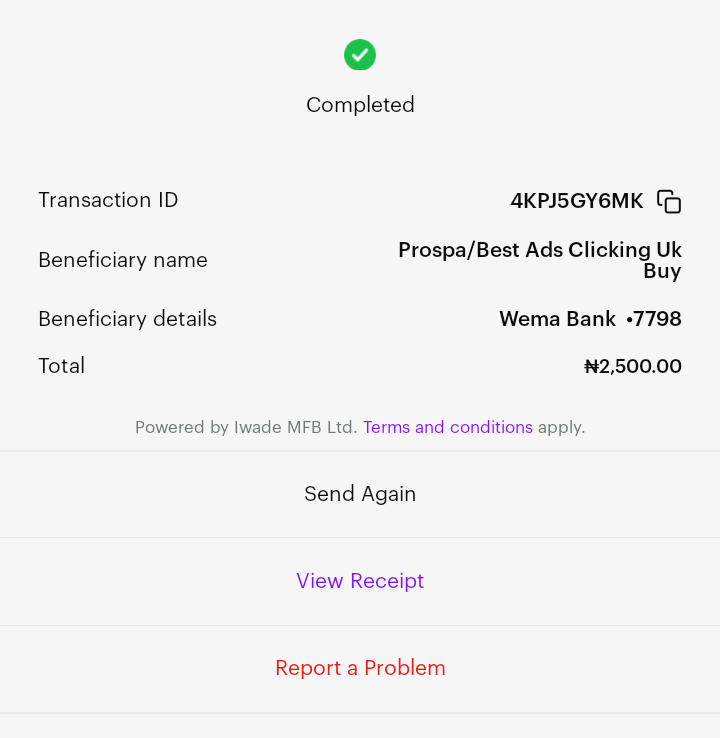 Completed
Transaction ID 4KPJ5GY6MK
Prospa/Best Ads Clicking Uk
Beneficiary name
Buy
Beneficiary details Wema Bank •7798
Total ₦2,500.00
Powered by Iwade MFB Ltd. Terms and conditions apply.
Send Again
View Receipt
Report a Problem